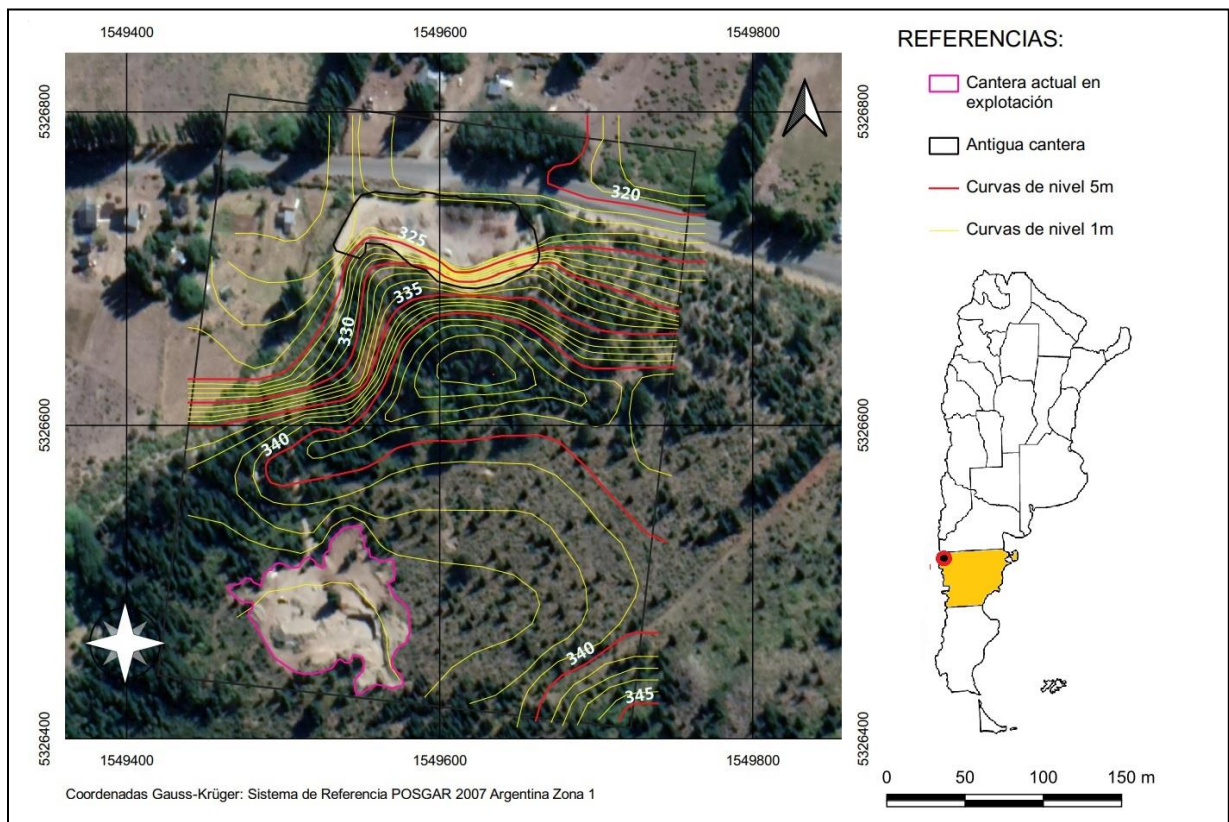 1549400
1549600
1549800
5326800
5326800
5326600
5326600
5326400
5326400
320
325
335
330
340
340
345
1549400
1549600
1549800
Coordenadas Gauss-Krüger: Sistema de Referencia POSGAR 2007 Argentina Zona 1
REFERENCIAS:
Cantera actual en
explotación
Antigua cantera
Curvas de nivel 5m
Curvas de nivel 1m
0 50 100 150 m